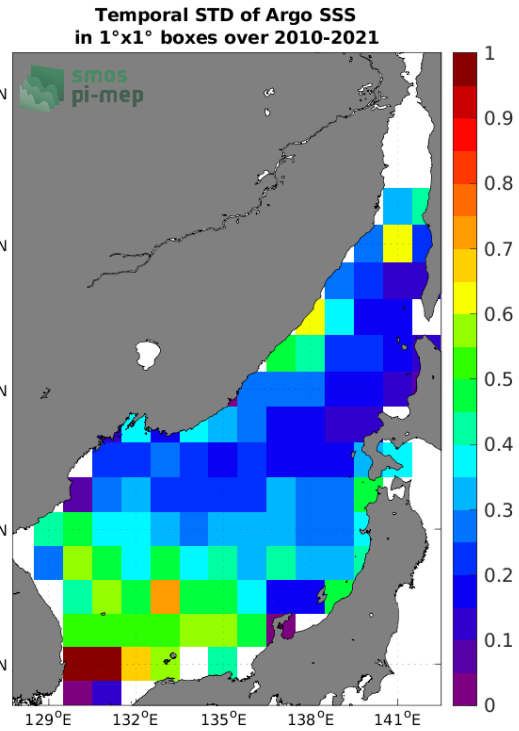 Temporal STD of Argo SSS
in 1°x1° boxes over 2010-2021
smos
pi-mep
N
N
N
N
N
1
0.9
0.8
0.7
0.6
0.5
0.4
0.3
0.2
0.1
0
129°E 132°E 135°E 138°E 141°E